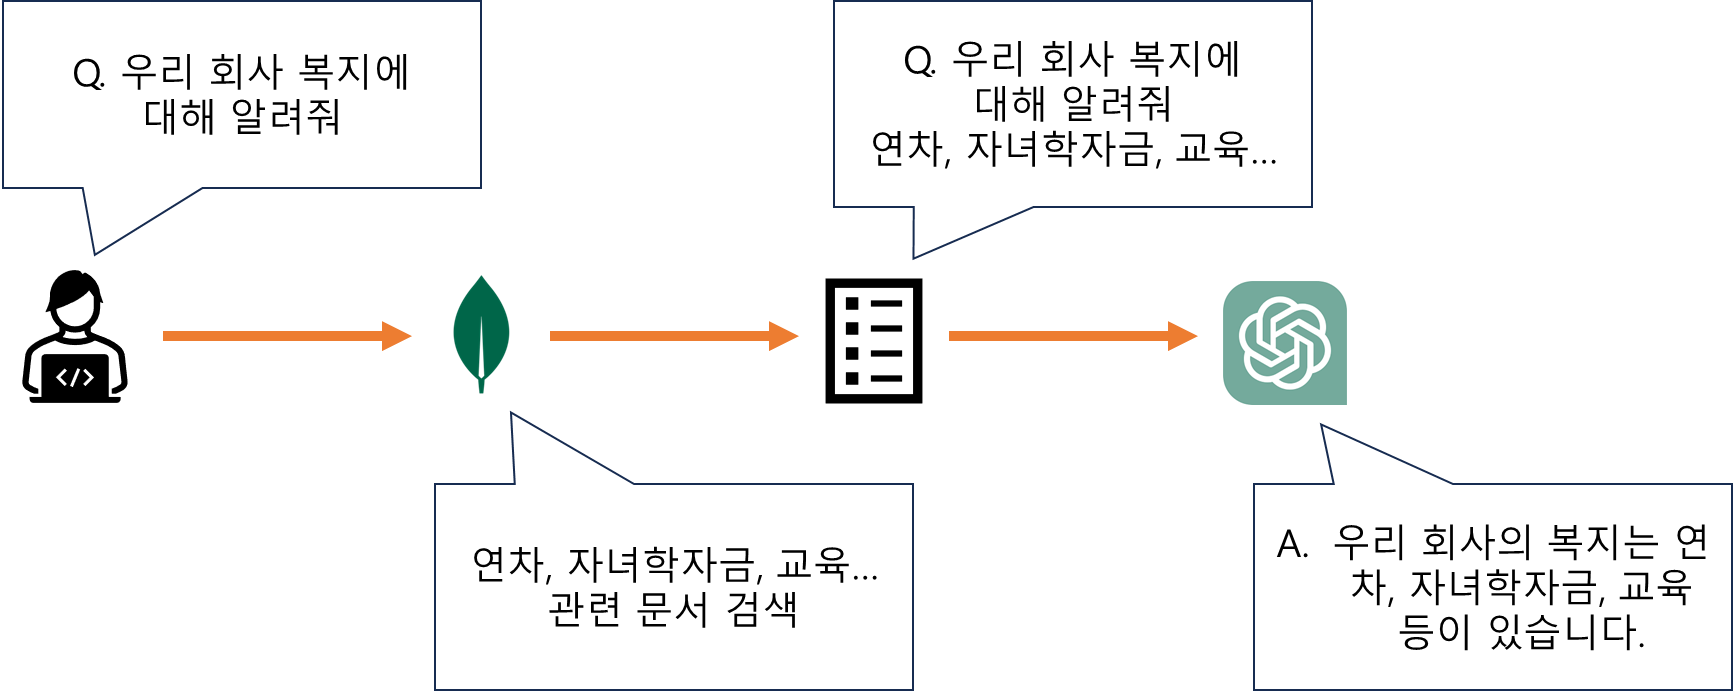 Q. 우리 회사 복지에
대해 알려줘
Q. 우리 회사 복지에
대해 알려줘
연차, 자녀학자금, 교육...
연차, 자녀학자금, 교육...
관련 문서 검색
A. 우리 회사의 복지는 연
차, 자녀학자금, 교육
등이 있습니다.